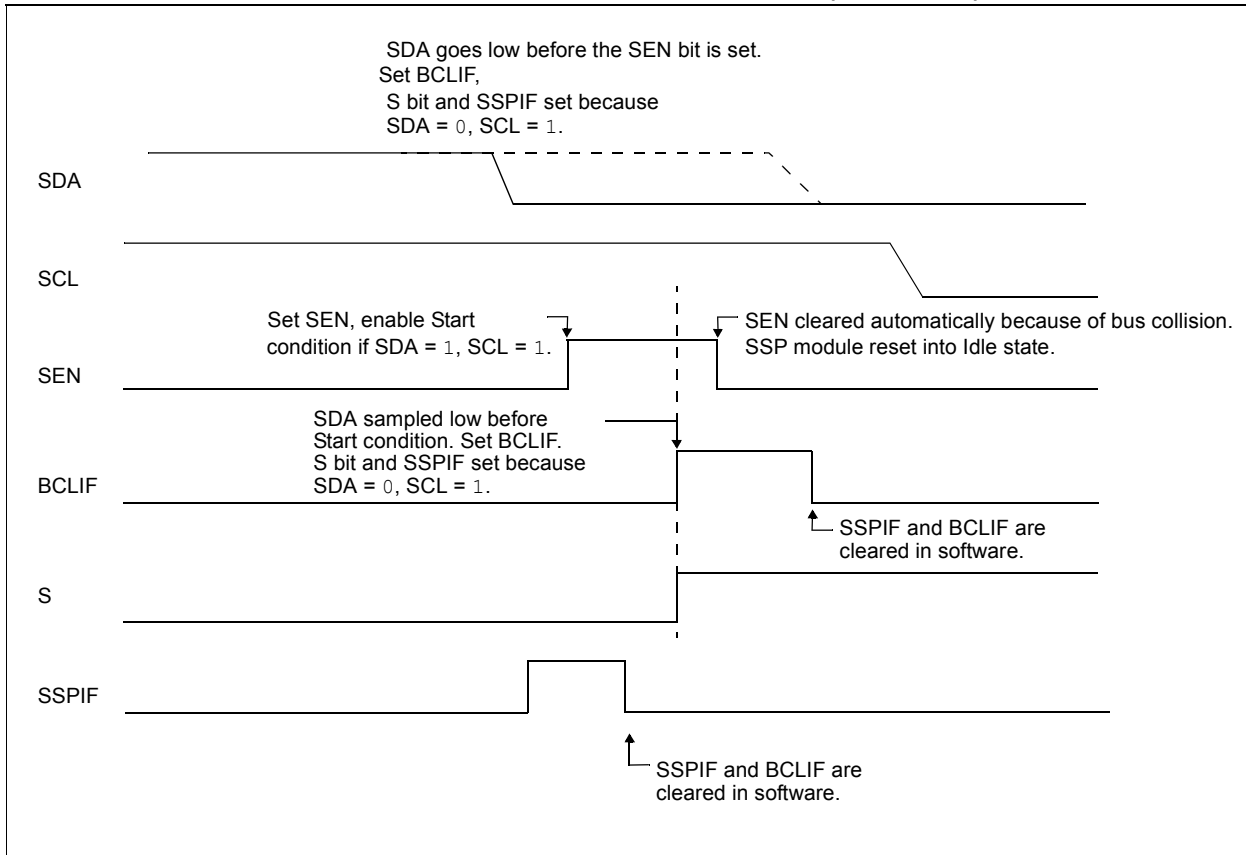 SDA goes low before the SEN bit is set.
Set BCLIF,
S bit and SSPIF set because
SDA = 0, SCL = 1.
SDA
SCL
Set SEN, enable Start
condition if SDA = 1, SCL = 1.
SEN cleared automatically because of bus collision.
SSP module reset into Idle state.
SEN
SDA sampled low before
Start condition. Set BCLIF.
S bit and SSPIF set because
SDA = 0, SCL = 1.
BCLIF
SSPIF and BCLIF are
cleared in software.
S
SSPIF
SSPIF and BCLIF are
cleared in software.